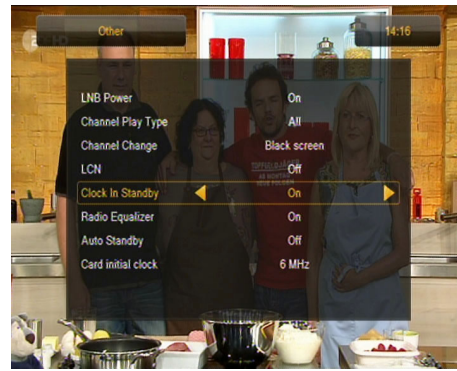 Other 14:16
LNB Power On
Channel Play Type All
Channel Change Black screen
LCN Off
Clock In Standby On
Radio Equalizer On
Auto Standby Off
Card initial clock 6 MHz